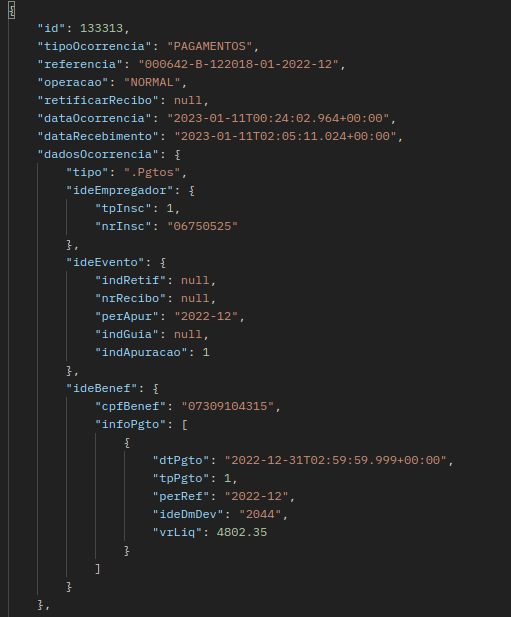 {
"id": 133313,
"tipoOcorrencia": "PAGAMENTOS",
"referencia": "000642-B-122018-01-2022-12",
"operacao": "NORMAL",
"retificarRecibo": null,
"dataOcorrencia": "2023-01-11T00:24:02.964+00:00",
"dataRecebimento": "2023-01-11T02:05:11.024+00:00",
"dadosOcorrencia": {
"tipo": ".Pgtos",
"ideEmpregador": {
"tpInsc": 1,
"nrInsc": "06750525"
},
"ideEvento": {
"indRetif": null,
"nrRecibo": null,
"perApur": "2022-12",
"indGuia": null,
"indApuracao": 1
},
"ideBenef": {
"cpfBenef": "07309104315",
"infoPgto": [
{
"dtPgto": "2022-12-31T02:59:59.999+00:00",
"tpPgto": 1,
"perRef": "2022-12",
"ideDmDev": "2044",
"vrLiq": 4802.35
}
]
}
},